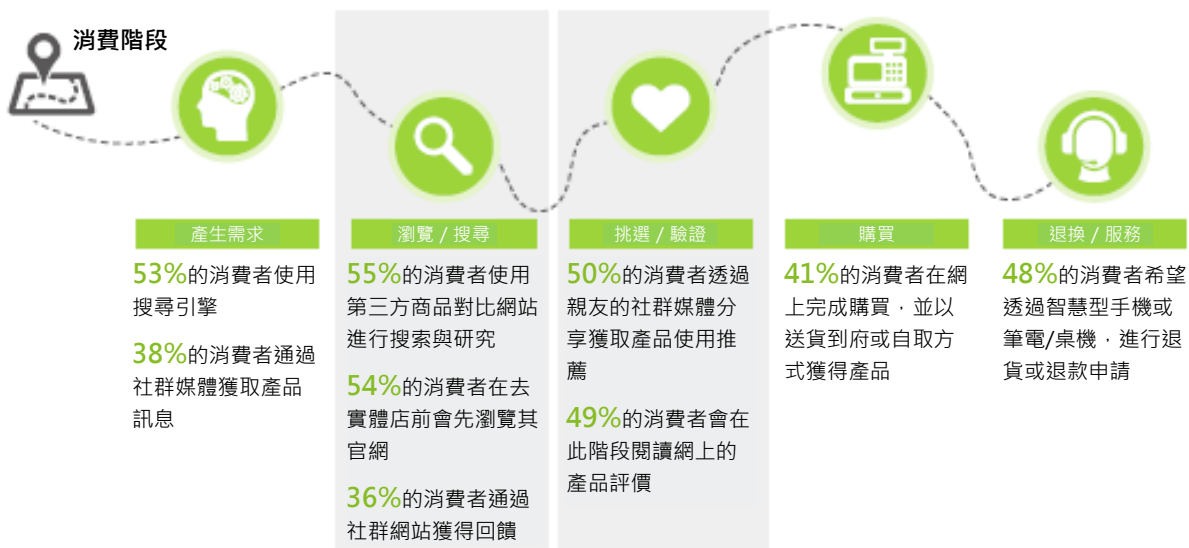 消費階段
產生需求
53%的消費者使用
搜尋引擎
38%的消費者通過
社群媒體獲取產品
訊息
瀏覽 / 搜尋
55%的消費者使用
第三方商品對比網站
進行搜索與研究
54%的消費者在去
實體店前會先瀏覽其
官網
36%的消費者通過
社群網站獲得回饋
挑選 / 驗證
50%的消費者透過
親友的社群媒體分
享獲取產品使用推
薦
49%的消費者會在
此階段閱讀網上的
產品評價
購買
41%的消費者在網
上完成購買，並以
送貨到府或自取方
式獲得產品
退換 / 服務
48%的消費者希望
透過智慧型手機或
筆電/桌機，進行退
貨或退款申請